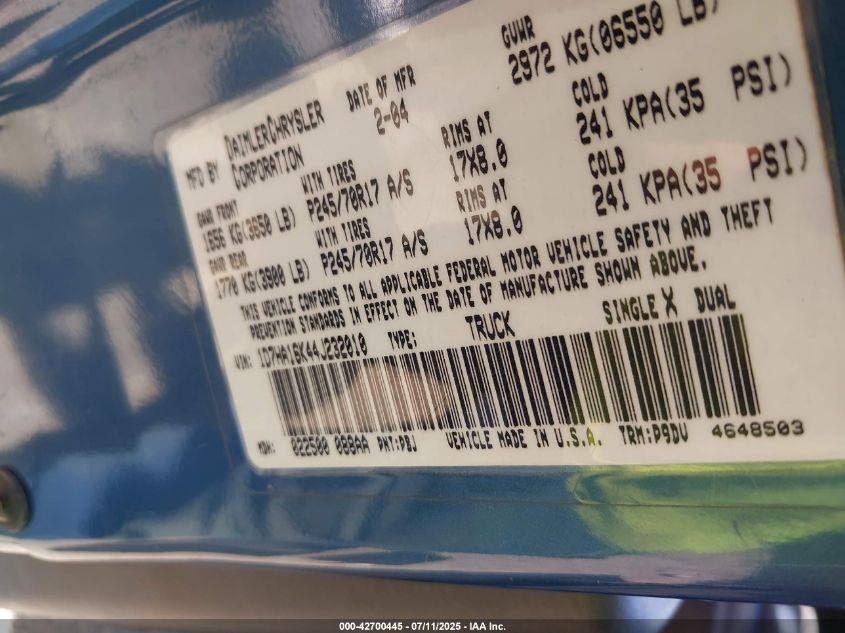 MFD BY DAIMLERCHRYSLER CORPORATION DATE OF MFR 2-04 GVWR 2972 KG(06550 LB)
GAWR FRONT WITH TIRES RIMS AT COLD
1656 KG(3650 LB) P245/70R17 A/S 17X8.0 241 KPA(35 PSI)
GAWR REAR WITH TIRES RIMS AT COLD
1770 KG(3900 LB) P245/70R17 A/S 17X8.0 241 KPA(35 PSI)
THIS VEHICLE CONFORMS TO ALL APPLICABLE FEDERAL MOTOR VEHICLE SAFETY AND THEFT
PREVENTION STANDARDS IN EFFECT ON THE DATE OF MANUFACTURE SHOWN ABOVE.
VIN: 1D7HA18K44J232010 TYPE: TRUCK SINGLE X DUAL
MDH: 022500 088AA PNT:PBJ VEHICLE MADE IN U.S.A. TRM:P9DV 4648503
000-42700445 - 07/11/2025 - IAA Inc.